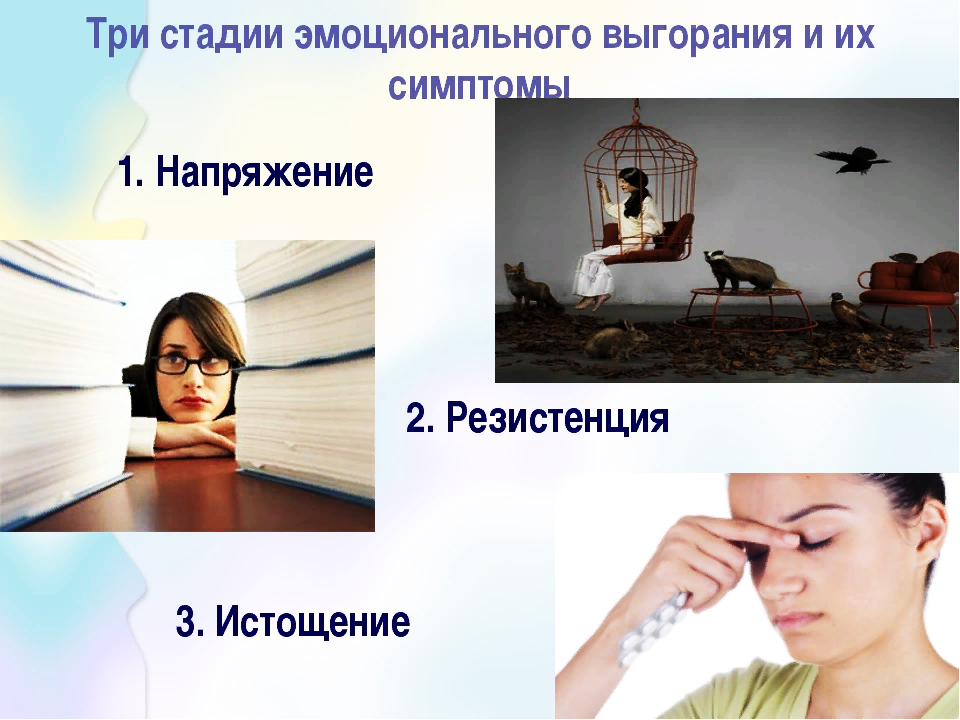 Три стадии эмоционального выгорания и их
симптомы
1. Напряжение
2. Резистенция
3. Истощение